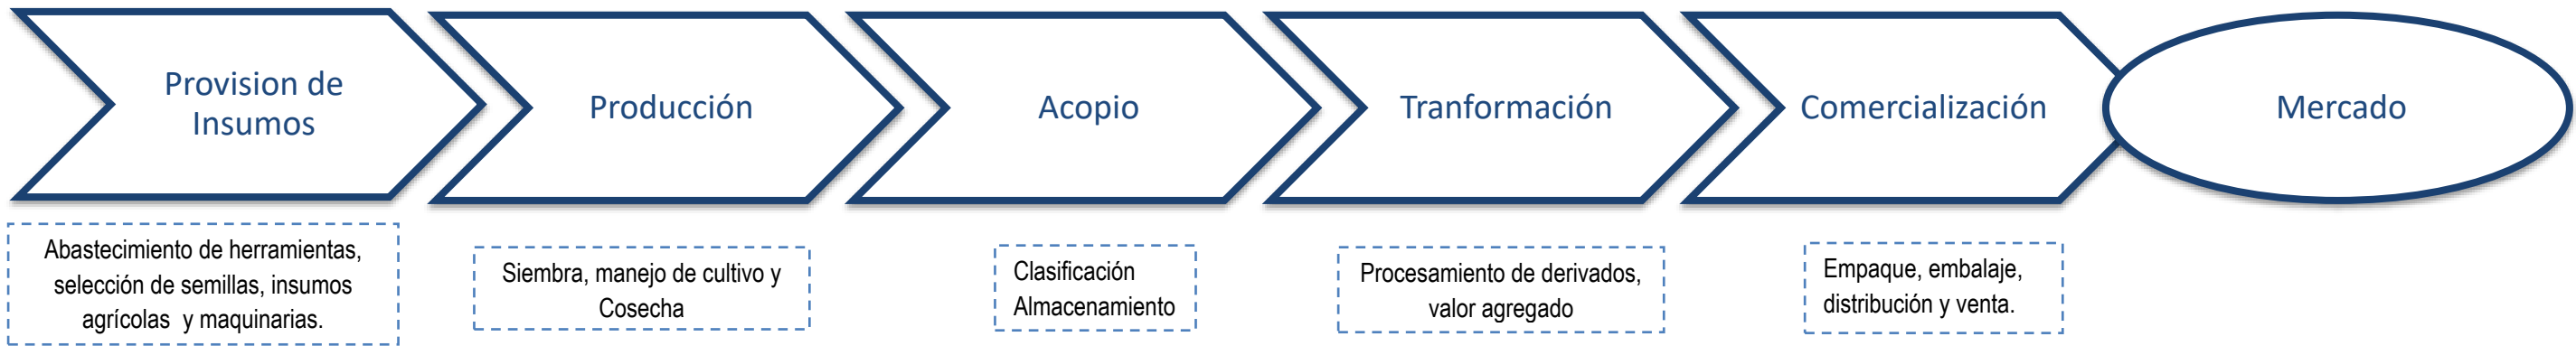 Provision de
Insumos
Producción
Acopio
Tranformación
Comercialización
Mercado
Abastecimiento de herramientas,
selección de semillas, insumos
agrícolas y maquinarias.
Siembra, manejo de cultivo y
Cosecha
Clasificación
Almacenamiento
Procesamiento de derivados,
valor agregado
Empaque, embalaje,
distribución y venta.